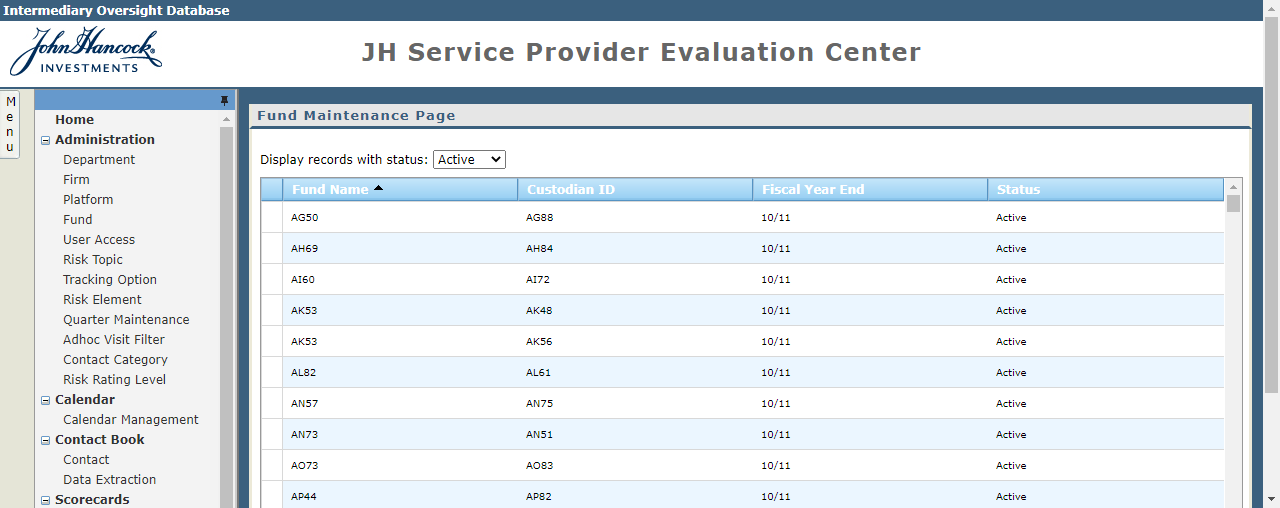 Intermediary Oversight Database
John Hancock
INVESTMENTS
JH Service Provider Evaluation Center
Menu
Home
Administration
Department
Firm
Platform
Fund
User Access
Risk Topic
Tracking Option
Risk Element
Quarter Maintenance
Adhoc Visit Filter
Contact Category
Risk Rating Level
Calendar
Calendar Management
Contact Book
Contact
Data Extraction
Scorecards
Fund Maintenance Page
Display records with status: Active
Fund Name Custodian ID Fiscal Year End Status
AG50 AG88 10/11 Active
AH69 AH84 10/11 Active
AI60 AI72 10/11 Active
AK53 AK48 10/11 Active
AK53 AK56 10/11 Active
AL82 AL61 10/11 Active
AN57 AN75 10/11 Active
AN73 AN51 10/11 Active
AO73 AO83 10/11 Active
AP44 AP82 10/11 Active